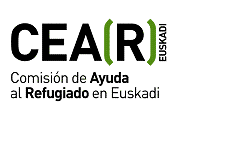 CEA(R) EUSKADI
Comisión de Ayuda
al Refugiado en Euskadi